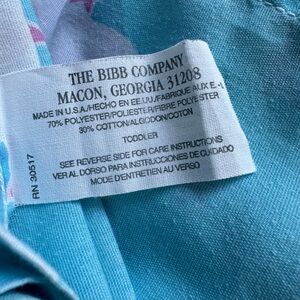 THE BIBB COMPANY
MACON, GEORGIA 31208
MADE IN U.S.A./HECHO EN EE.UU/FABRIQUE AUX E.-U
70% POLYESTER/POLIESTER/FIBRE POLYESTER
30% COTTON/ALGODON/COTON
TODDLER
SEE REVERSE SIDE FOR CARE INSTRUCTIONS
VER AL DORSO PARA INSTRUCCIONES DE CUIDADO
MODE D'ENTRETIEN AU VERSO
RN 30517